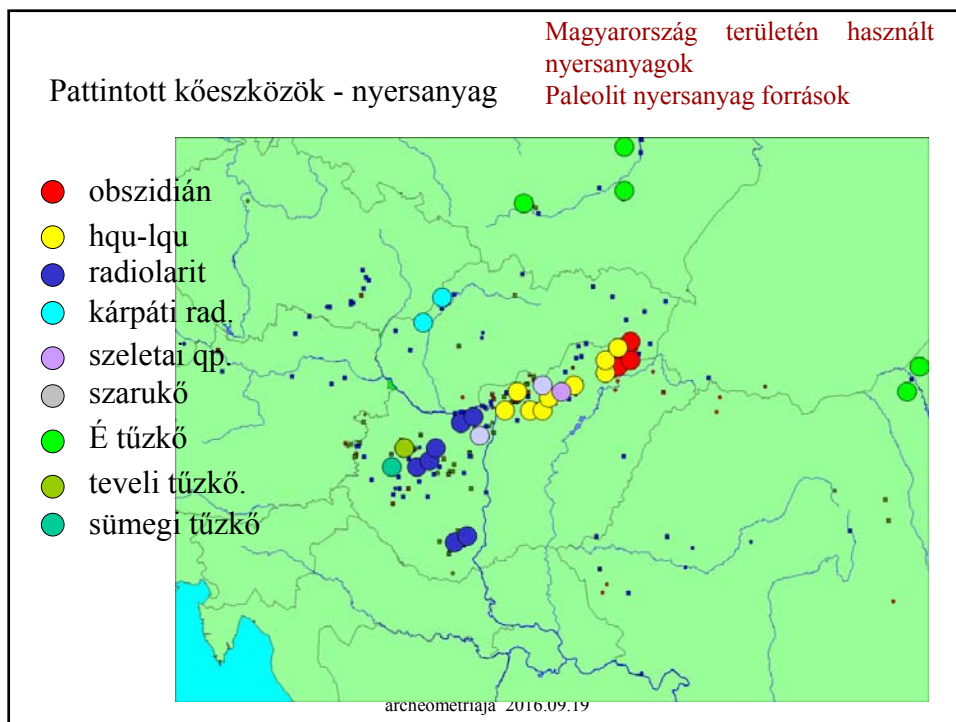 Magyarország területén használt
nyersanyagok
Paleolit nyersanyag források
Pattintott kőeszközök - nyersanyag
obszidián
hqu-lqu
radiolarit
kárpáti rad.
szeletai qp.
szarukő
É tűzkő
teveli tűzkő.
sümegi tűzkő
archeometriája 2016.09.19